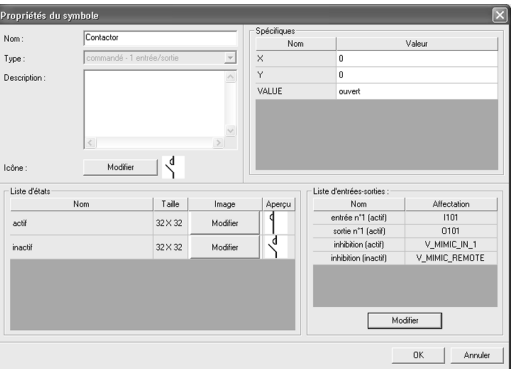 Propriétés du symbole
Nom :
Contactor
Type :
commandé - 1 entrée/sortie
Description :
Icône :
Modifier
Spécifiques
Nom Valeur
X 0
Y 0
VALUE ouvert
Liste d'états
Nom Taille Image Aperçu
actif 32 X 32 Modifier
inactif 32 X 32 Modifier
Liste d'entrées-sorties :
Nom Affectation
entrée n°1 (actif) I101
sortie n°1 (actif) O101
inhibition (actif) V_MIMIC_IN_1
inhibition (inactif) V_MIMIC_REMOTE
Modifier
OK Annuler